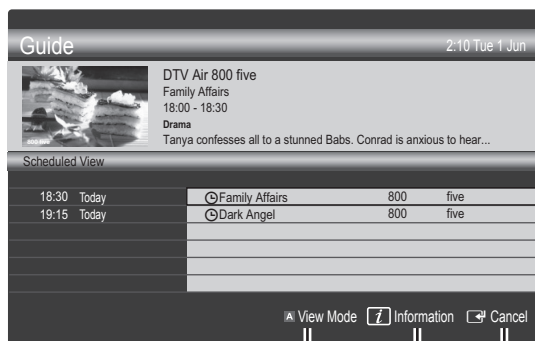 Guide
2:10 Tue 1 Jun
DTV Air 800 five
Family Affairs
18:00 - 18:30
Drama
Tanya confesses all to a stunned Babs. Conrad is anxious to hear...
800 five
Scheduled View
18:30 Today Family Affairs 800 five
19:15 Today Dark Angel 800 five
A View Mode i Information Cancel